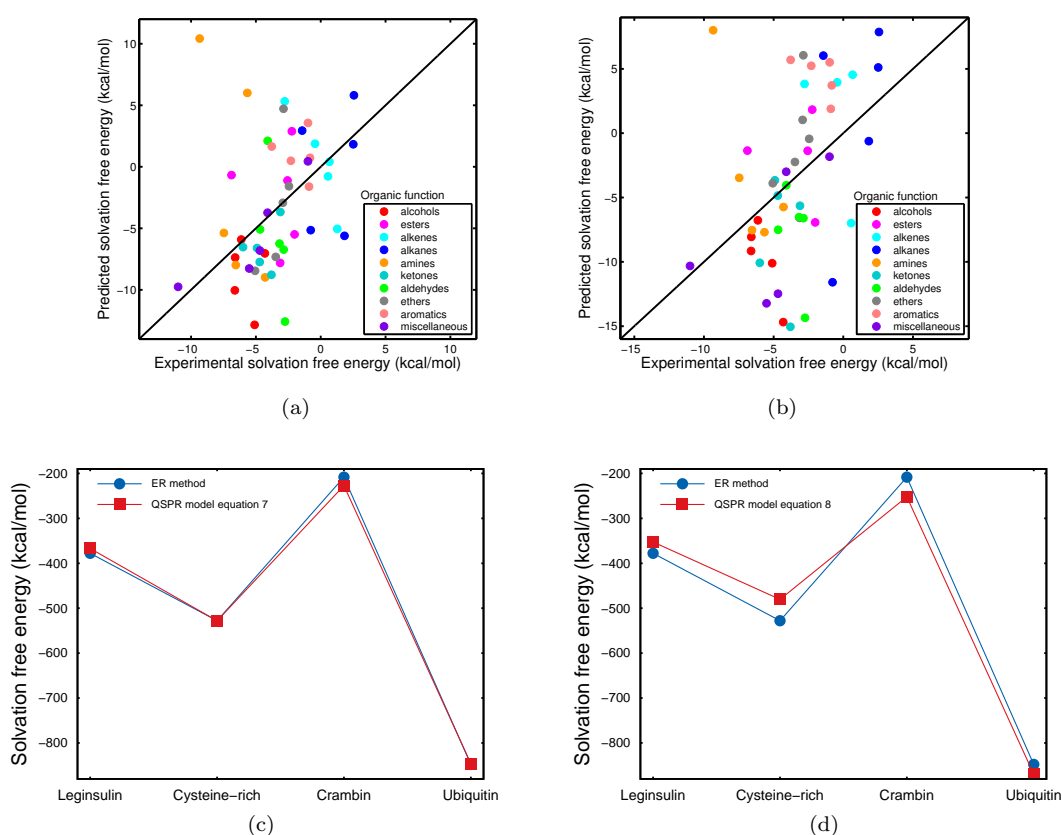 Predicted solvation free energy (kcal/mol)
10
5
0
−5
−10
−10
−5
0
5
10
Experimental solvation free energy (kcal/mol)
Organic function
alcohols
esters
alkenes
alkanes
amines
ketones
aldehydes
ethers
aromatics
miscellaneous
(a)
Predicted solvation free energy (kcal/mol)
5
0
−5
−10
−15
−15
−10
−5
0
5
Experimental solvation free energy (kcal/mol)
Organic function
alcohols
esters
alkenes
alkanes
amines
ketones
aldehydes
ethers
aromatics
miscellaneous
(b)
Solvation free energy (kcal/mol)
−200
−300
−400
−500
−600
−700
−800
ER method
QSPR model equation 7
Leginsulin
Cysteine−rich
Crambin
Ubiquitin
(c)
Solvation free energy (kcal/mol)
−200
−300
−400
−500
−600
−700
−800
ER method
QSPR model equation 8
Leginsulin
Cysteine−rich
Crambin
Ubiquitin
(d)